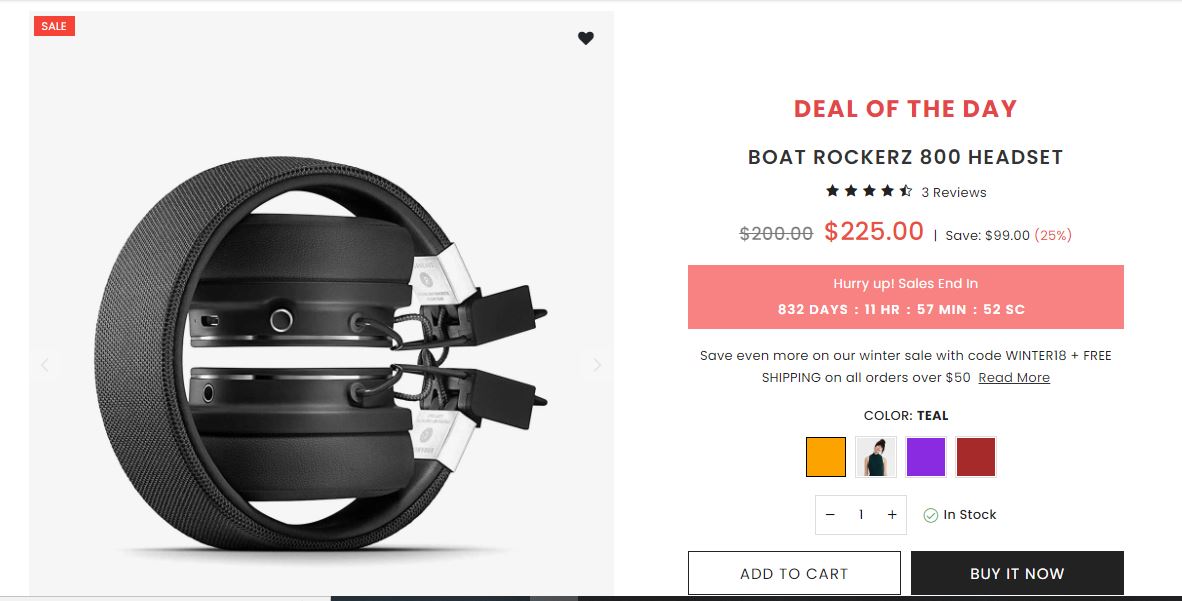 SALE
DEAL OF THE DAY
BOAT ROCKERZ 800 HEADSET
3 Reviews
$200.00 $225.00 | Save: $99.00 (25%)
Hurry up! Sales End In
832 DAYS : 11 HR : 57 MIN : 52 SC
Save even more on our winter sale with code WINTER18 + FREE
SHIPPING on all orders over $50 Read More
COLOR: TEAL
− 1 + In Stock
ADD TO CART BUY IT NOW